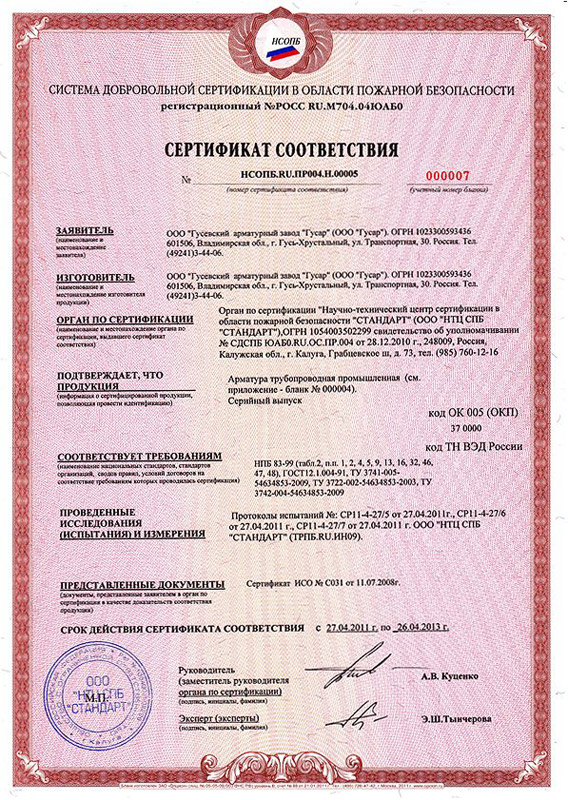 НСОПБ
СИСТЕМА ДОБРОВОЛЬНОЙ СЕРТИФИКАЦИИ В ОБЛАСТИ ПОЖАРНОЙ БЕЗОПАСНОСТИ
регистрационный №РОСС RU.М704.04ЮАБ0
СЕРТИФИКАТ СООТВЕТСТВИЯ
№ НСОПБ.RU.ПР004.Н.00005 000007
(номер сертификата соответствия) (учетный номер бланка)
ЗАЯВИТЕЛЬ
(наименование и
местонахождение
заявителя)
ООО "Гусевский арматурный завод "Гусар" (ООО "Гусар"). ОГРН 1023300593436
601506, Владимирская обл., г. Гусь-Хрустальный, ул. Транспортная, 30. Россия. Тел.
(49241)3-44-06.
ИЗГОТОВИТЕЛЬ
(наименование и
местонахождение изготовителя
продукции)
ООО "Гусевский арматурный завод "Гусар" (ООО "Гусар"). ОГРН 1023300593436
601506, Владимирская обл., г. Гусь-Хрустальный, ул. Транспортная, 30. Россия. Тел.
(49241)3-44-06.
ОРГАН ПО СЕРТИФИКАЦИИ
(наименование и местонахождение органа по
сертификации, выдавшего сертификат
соответствия)
Орган по сертификации "Научно-технический центр сертификации в
области пожарной безопасности "СТАНДАРТ" (ООО "НТЦ СПБ
"СТАНДАРТ"),ОГРН 1054003502299 свидетельство об уполномачивании
№ СДСПБ ЮАБ0.RU.ОС.ПР.004 от 28.12.2010 г., 248009, Россия,
Калужская обл., г. Калуга, Грабцевское ш, д. 73, тел. (985) 760-12-16
ПОДТВЕРЖДАЕТ, ЧТО
ПРОДУКЦИЯ
(информация о сертифицированной продукции,
позволяющая провести идентификацию)
Арматура трубопроводная промышленная (см.
приложение - бланк № 000004).
Серийный выпуск
код ОК 005 (ОКП)
37 0000
код ТН ВЭД России
СООТВЕТСТВУЕТ ТРЕБОВАНИЯМ
(наименование национальных стандартов, стандартов
организаций, сводов правил, условий договоров на
соответствие требованиям которых проводилась сертификация)
НПБ 83-99 (табл.2, п.п. 1, 2, 4, 5, 9, 13, 16, 32, 46,
47, 48), ГОСТ12.1.004-91, ТУ 3741-005-
54634853-2009, ТУ 3722-002-54634853-2003, ТУ
3742-004-54634853-2009
ПРОВЕДЕННЫЕ
ИССЛЕДОВАНИЯ
(ИСПЫТАНИЯ) И ИЗМЕРЕНИЯ
Протоколы испытаний №: СР11-4-27/5 от 27.04.2011г., СР11-4-27/6
от 27.04.2011 г., СР11-4-27/7 от 27.04.2011 г. ООО "НТЦ СПБ
"СТАНДАРТ" (ТРПБ.RU.ИН09).
ПРЕДСТАВЛЕННЫЕ ДОКУМЕНТЫ
(документы, представленные заявителем в орган по
сертификации в качестве доказательств соответствия
продукции)
Сертификат ИСО № С031 от 11.07.2008г.
СРОК ДЕЙСТВИЯ СЕРТИФИКАТА СООТВЕТСТВИЯ с 27.04.2011 г. по 26.04.2013 г.
ООО
"НТЦ СПБ
"СТАНДАРТ"
М.П.
г. Калуга
Руководитель
(заместитель руководителя
органа по сертификации)
(подпись, инициалы, фамилия)
А.В. Куценко
Эксперт (эксперты)
(подпись, инициалы, фамилия)
Э.Ш.Тынчерова